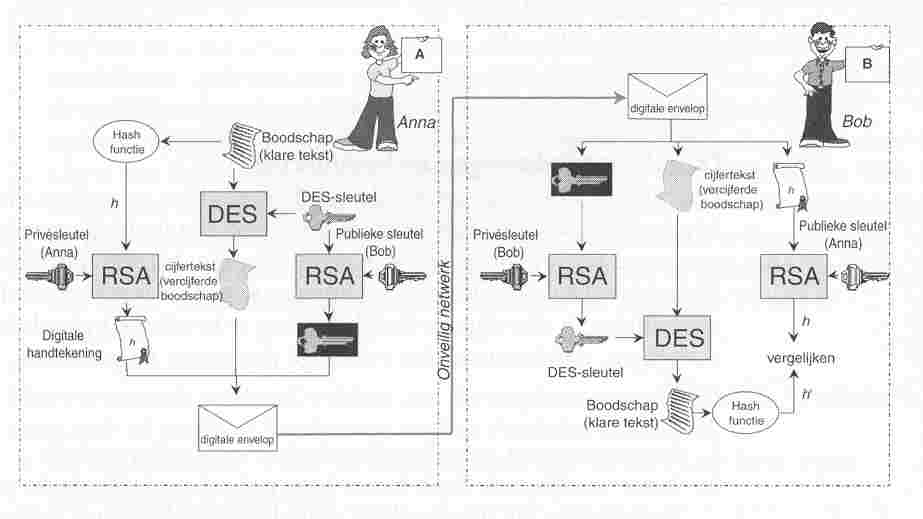 A
Anna
Hash
functie
Boodschap
(klare tekst)
h
DES
DES-sleutel
Privésleutel
(Anna)
RSA
cijfertekst
(vercijferde
boodschap)
Publieke sleutel
(Bob)
RSA
Digitale
handtekening
h
digitale envelop
Onveilig netwerk
B
Bob
digitale envelop
cijfertekst
(vercijferde
boodschap)
h
Privésleutel
(Bob)
RSA
Publieke sleutel
(Anna)
RSA
h
DES
DES-sleutel
vergelijken
Boodschap
(klare tekst)
Hash
functie
h'